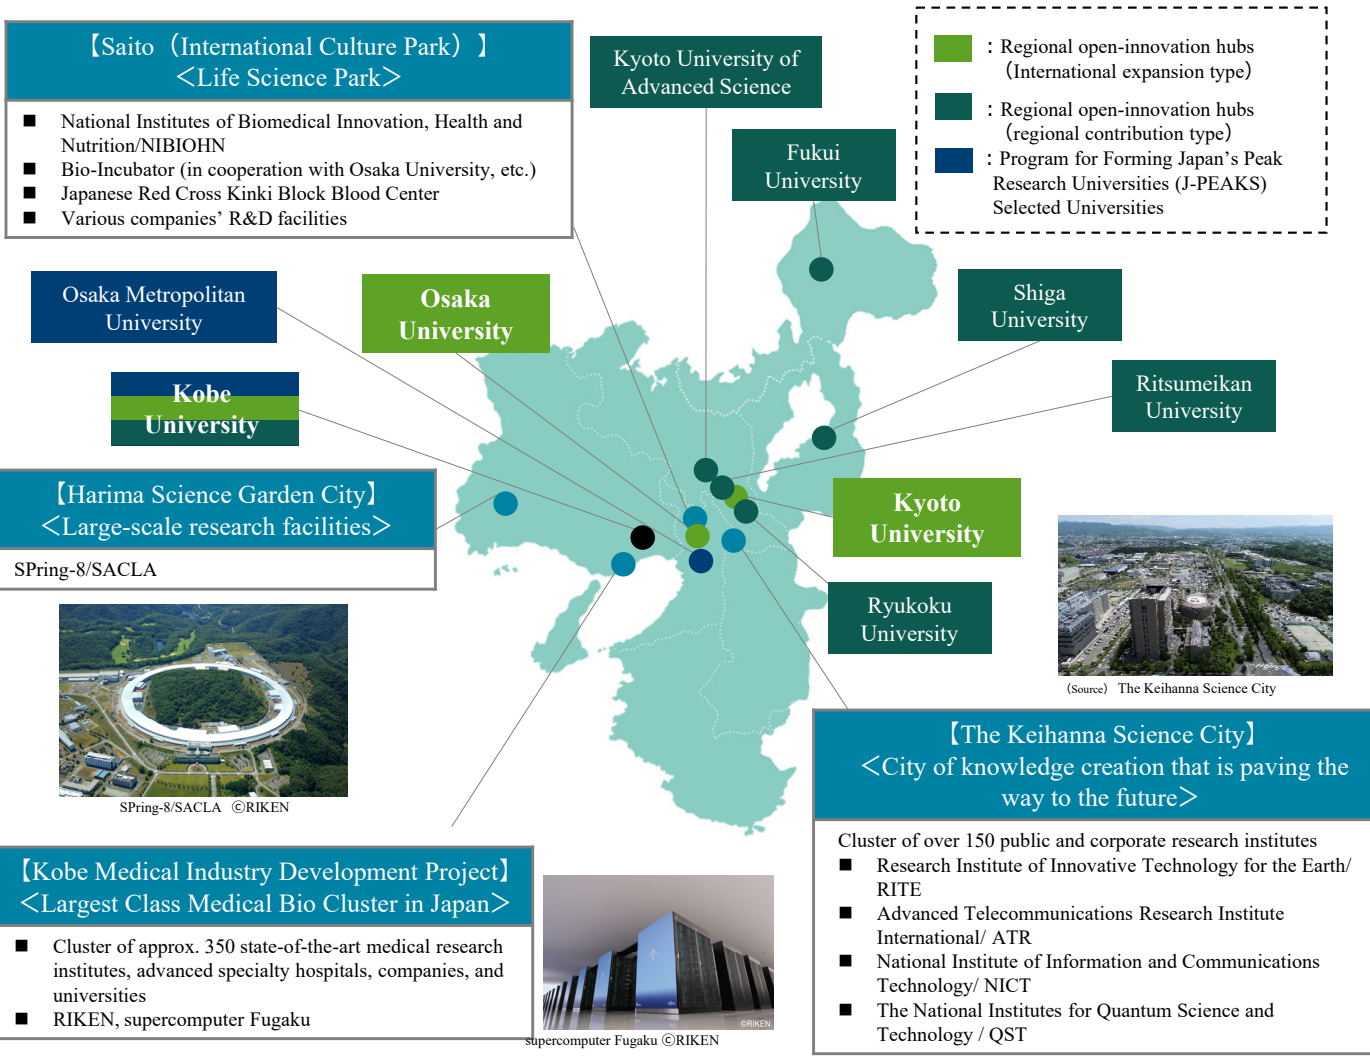 【Saito（International Culture Park）】
＜Life Science Park＞
■ National Institutes of Biomedical Innovation, Health and
Nutrition/NIBIOHN
■ Bio-Incubator (in cooperation with Osaka University, etc.)
■ Japanese Red Cross Kinki Block Blood Center
■ Various companies’ R&D facilities
Kyoto University of
Advanced Science
Fukui
University
：Regional open-innovation hubs
（International expansion type）
：Regional open-innovation hubs
（regional contribution type）
：Program for Forming Japan’s Peak
Research Universities (J-PEAKS)
Selected Universities
Osaka Metropolitan
University
Osaka
University
Shiga
University
Kobe
University
Ritsumeikan
University
【Harima Science Garden City】
＜Large-scale research facilities＞
SPring-8/SACLA
Kyoto
University
Ryukoku
University
SPring-8/SACLA ⓒRIKEN
（Source） The Keihanna Science City
【The Keihanna Science City】
＜City of knowledge creation that is paving the
way to the future＞
Cluster of over 150 public and corporate research institutes
■ Research Institute of Innovative Technology for the Earth/
RITE
■ Advanced Telecommunications Research Institute
International/ ATR
■ National Institute of Information and Communications
Technology/ NICT
■ The National Institutes for Quantum Science and
Technology / QST
【Kobe Medical Industry Development Project】
＜Largest Class Medical Bio Cluster in Japan＞
■ Cluster of approx. 350 state-of-the-art medical research
institutes, advanced specialty hospitals, companies, and
universities
■ RIKEN, supercomputer Fugaku
©RIKEN
supercomputer Fugaku ⓒRIKEN